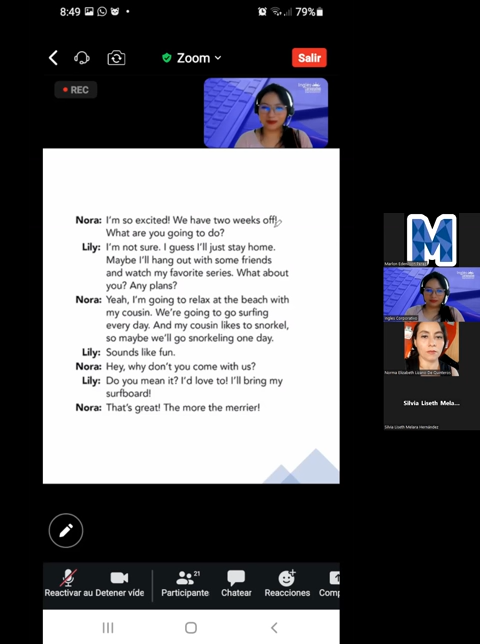 8:49
79%
Zoom
Salir
REC
Nora: I'm so excited! We have two weeks off!
What are you going to do?
Lily: I'm not sure. I guess I'll just stay home.
Maybe I'll hang out with some friends
and watch my favorite series. What about
you? Any plans?
Nora: Yeah, I'm going to relax at the beach with
my cousin. We're going to go surfing
every day. And my cousin likes to snorkel,
so maybe we'll go snorkeling one day.
Lily: Sounds like fun.
Nora: Hey, why don't you come with us?
Lily: Do you mean it? I'd love to! I'll bring my
surfboard!
Nora: That's great! The more the merrier!
M
Inglés Corporativo
Silvia Liseth Mela...
Silvia Liseth Melara Hernández
21
Reactivar au
Detener víde
Participante
Chatear
Reacciones
Comp